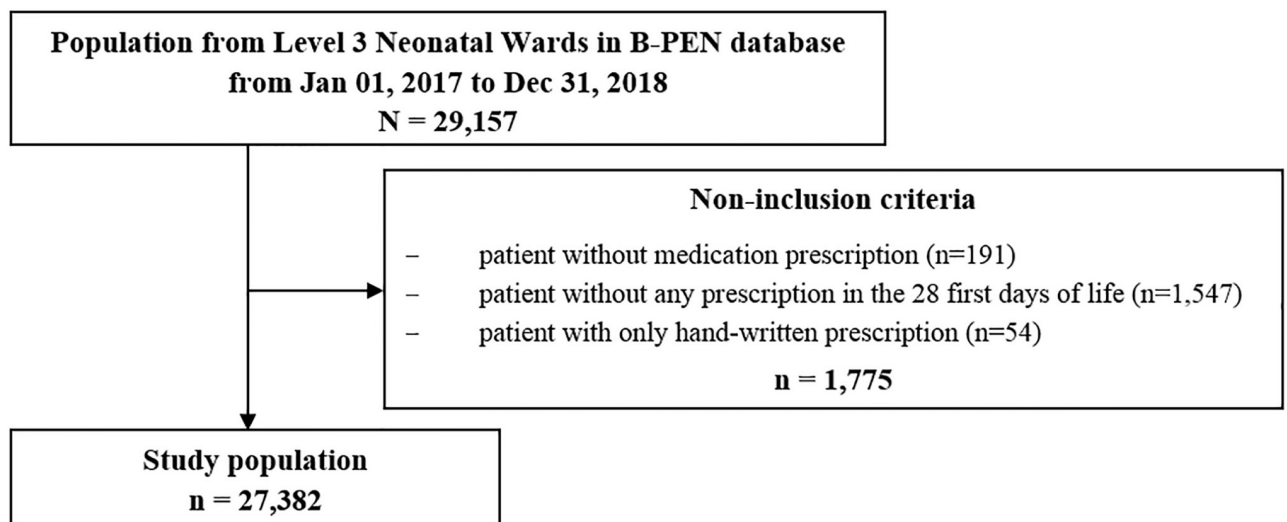 Population from Level 3 Neonatal Wards in B-PEN database
from Jan 01, 2017 to Dec 31, 2018
N = 29,157
Non-inclusion criteria
– patient without medication prescription (n=191)
– patient without any prescription in the 28 first days of life (n=1,547)
– patient with only hand-written prescription (n=54)
n = 1,775
Study population
n = 27,382